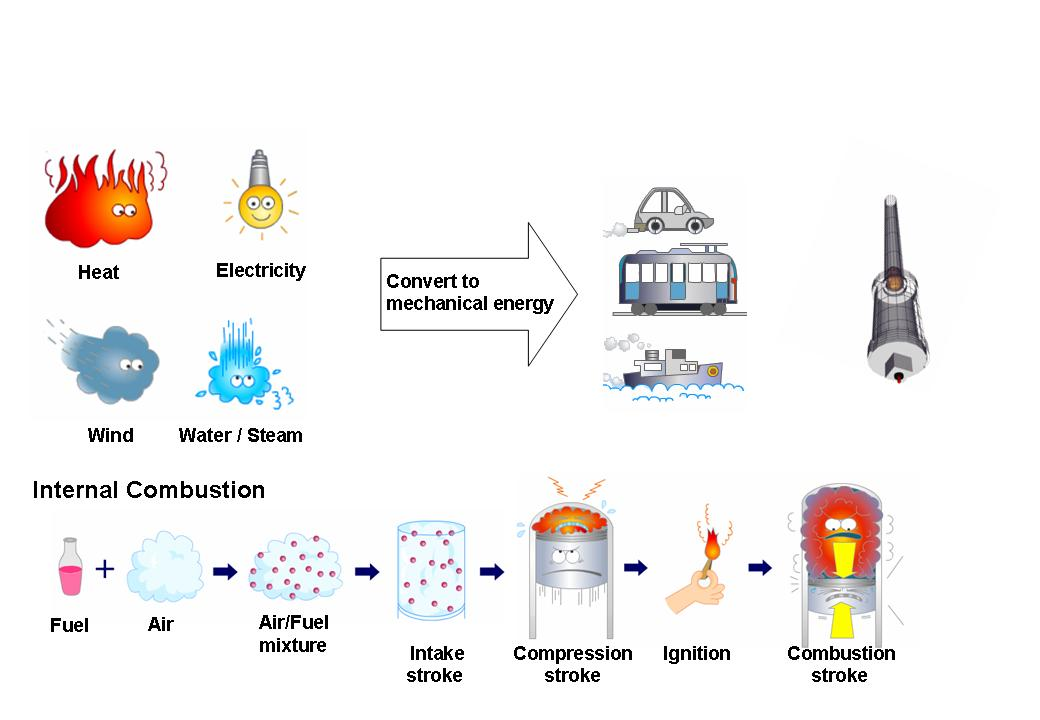 Heat
Electricity
Convert to
mechanical energy
Wind
Water / Steam
Internal Combustion
+
Fuel
Air
Air/Fuel
mixture
Intake
stroke
Compression
stroke
Ignition
Combustion
stroke